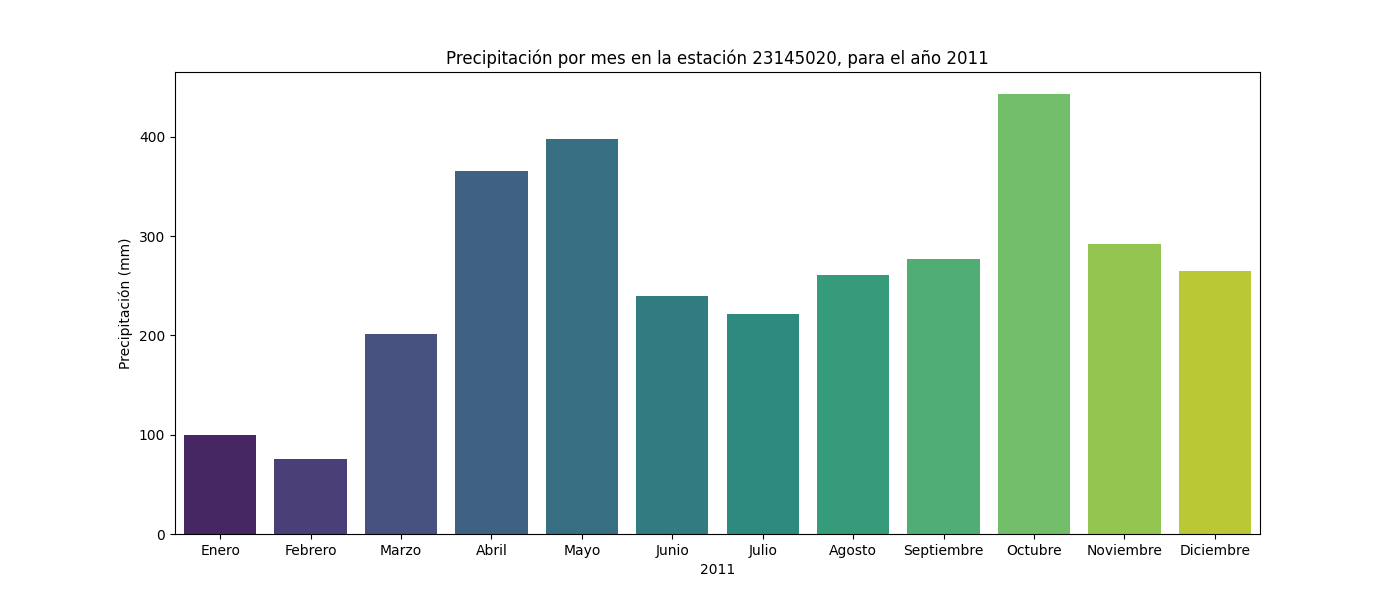 Precipitación por mes en la estación 23145020, para el año 2011
Precipitación (mm)
400
300
200
100
0
Enero Febrero Marzo Abril Mayo Junio Julio Agosto Septiembre Octubre Noviembre Diciembre
2011